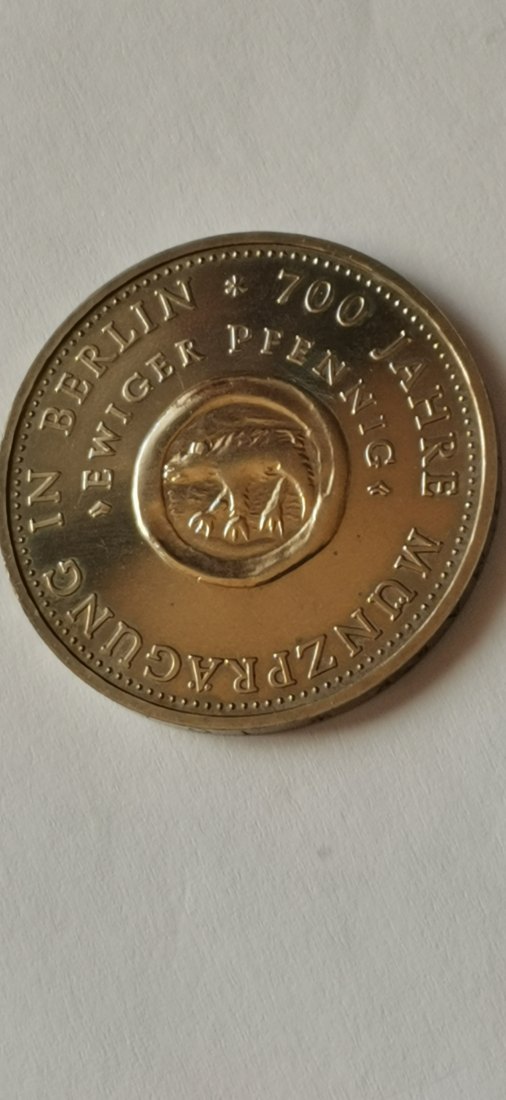 * 700 JAHRE MÜNZPRÄGUNG IN BERLIN
*EWIGER PFENNIG*